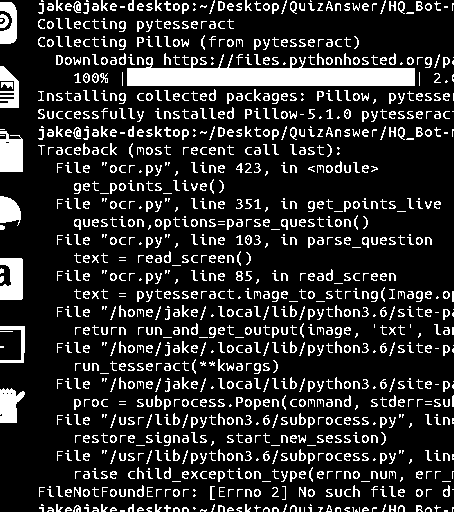 jake@jake-desktop:~/Desktop/QuizAnswer/HQ_Bot-
Collecting pytesseract
Collecting Pillow (from pytesseract)
Downloading https://files.pythonhosted.org/pa
100% | | 2.
Installing collected packages: Pillow, pytesse
Successfully installed Pillow-5.1.0 pytesserac
jake@jake-desktop:~/Desktop/QuizAnswer/HQ_Bot-
Traceback (most recent call last):
File "ocr.py", line 423, in <module>
get_points_live()
File "ocr.py", line 351, in get_points_live
question,options=parse_question()
File "ocr.py", line 103, in parse_question
text = read_screen()
File "ocr.py", line 85, in read_screen
text = pytesseract.image_to_string(Image.op
File "/home/jake/.local/lib/python3.6/site-pa
return run_and_get_output(image, 'txt', lan
File "/home/jake/.local/lib/python3.6/site-pa
run_tesseract(**kwargs)
File "/home/jake/.local/lib/python3.6/site-pa
proc = subprocess.Popen(command, stderr=sub
File "/usr/lib/python3.6/subprocess.py", line
restore_signals, start_new_session)
File "/usr/lib/python3.6/subprocess.py", line
raise child_exception_type(errno_num, err_m
FileNotFoundError: [Errno 2] No such file or di
jake@jake-desktop:~/Desktop/QuizAnswer/HQ_Bot-